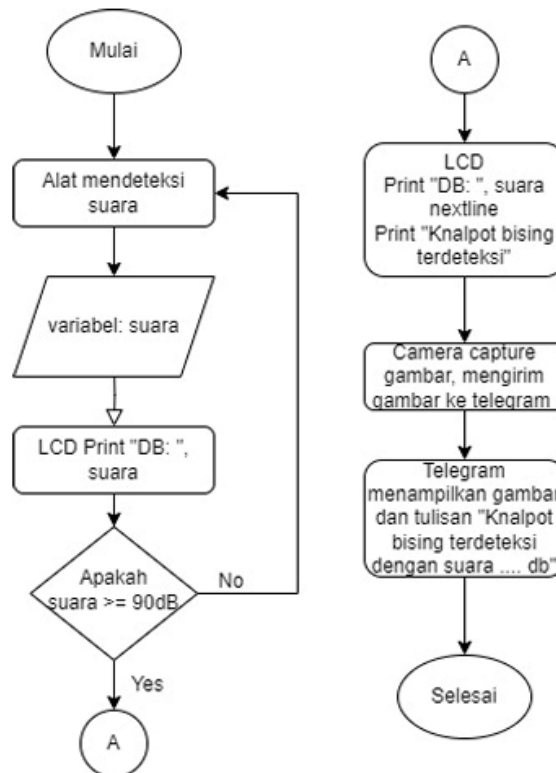 Mulai
Alat mendeteksi
suara
variabel: suara
LCD Print "DB: ",
suara
Apakah
suara >= 90dB
No
Yes
A
A
LCD
Print "DB: ", suara
nextline
Print "Knalpot bising
terdeteksi"
Camera capture
gambar, mengirim
gambar ke telegram
Telegram
menampilkan gambar
dan tulisan "Knalpot
bising terdeteksi
dengan suara .... db"
Selesai